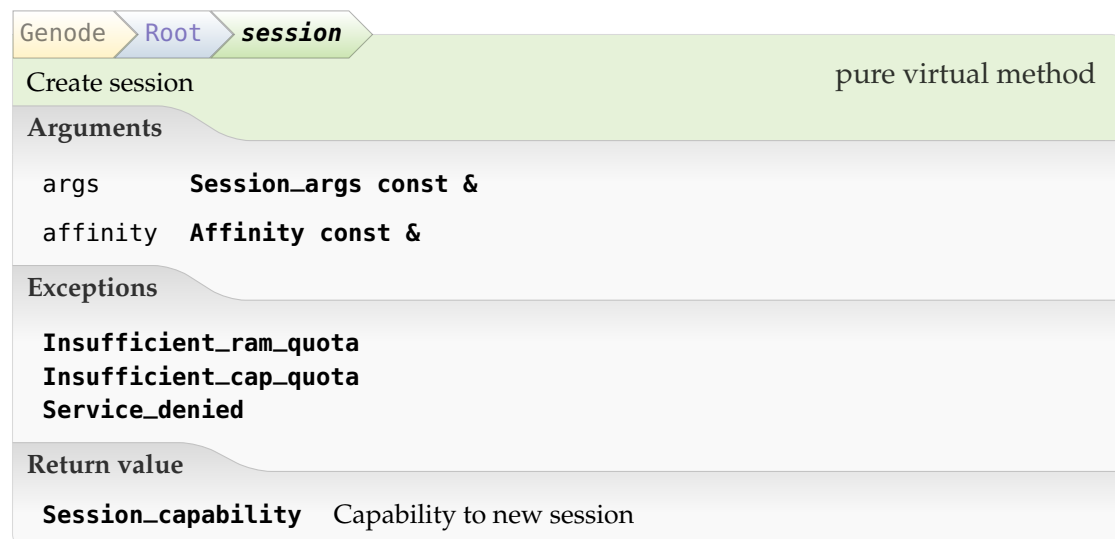 Genode Root session
Create session
pure virtual method
Arguments
args Session_args const &
affinity Affinity const &
Exceptions
Insufficient_ram_quota
Insufficient_cap_quota
Service_denied
Return value
Session_capability Capability to new session